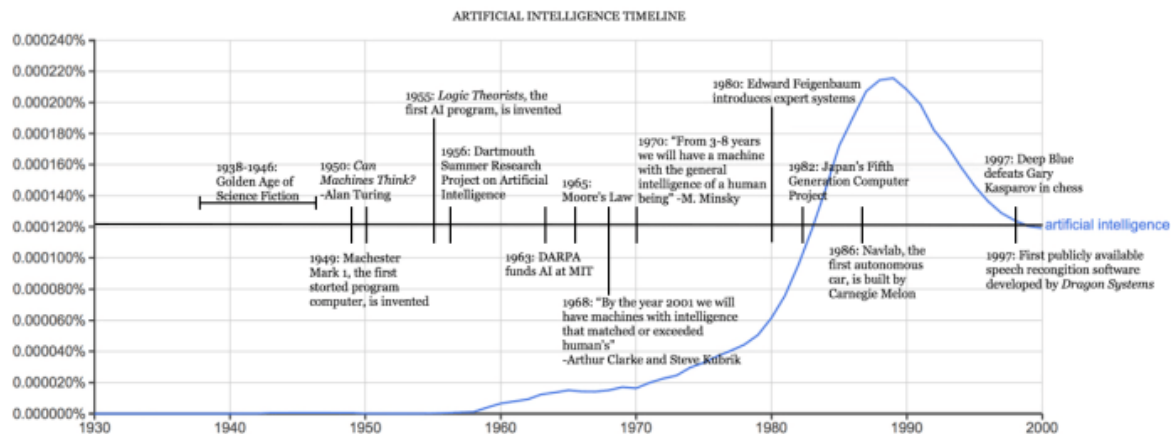 ARTIFICIAL INTELLIGENCE TIMELINE
0.000240%
0.000220%
0.000200%
0.000180%
0.000160%
0.000140%
0.000120%
0.000100%
0.000080%
0.000060%
0.000040%
0.000020%
0.000000%
1938-1946:
Golden Age of
Science Fiction
1949: Machester
Mark 1, the first
storted program
computer, is invented
1950: Can
Machines Think?
-Alan Turing
1955: Logic Theorists, the
first AI program, is invented
1956: Dartmouth
Summer Research
Project on Artificial
Intelligence
1963: DARPA
funds AI at MIT
1965:
Moore's Law
1968: "By the year 2001 we will
have machines with intelligence
that matched or exceeded
human's"
-Arthur Clarke and Steve Kubrik
1970: "From 3-8 years
we will have a machine
with the general
intelligence of a human
being" -M. Minsky
1980: Edward Feigenbaum
introduces expert systems
1982: Japan's Fifth
Generation Computer
Project
1986: Navlab, the
first autonomous
car, is built by
Carnegie Melon
1997: Deep Blue
defeats Gary
Kasparov in chess
artificial intelligence
1997: First publicly available
speech recongition software
developed by Dragon Systems
1930
1940
1950
1960
1970
1980
1990
2000